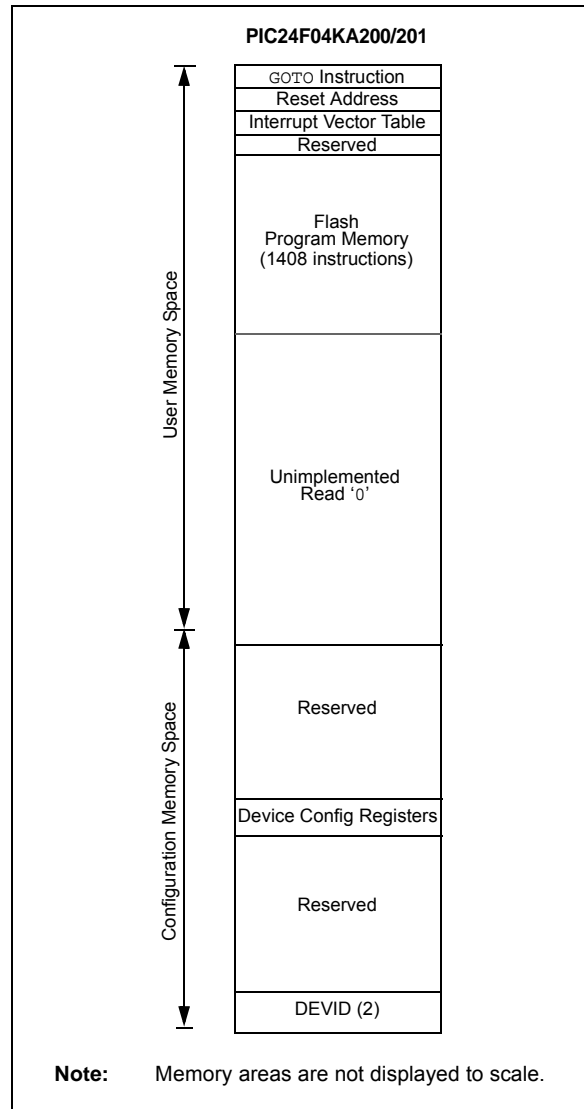 PIC24F04KA200/201
GOTO Instruction
Reset Address
Interrupt Vector Table
Reserved
Flash
Program Memory
(1408 instructions)
User Memory Space
Unimplemented
Read ‘0’
Configuration Memory Space
Reserved
Device Config Registers
Reserved
DEVID (2)
Note: Memory areas are not displayed to scale.